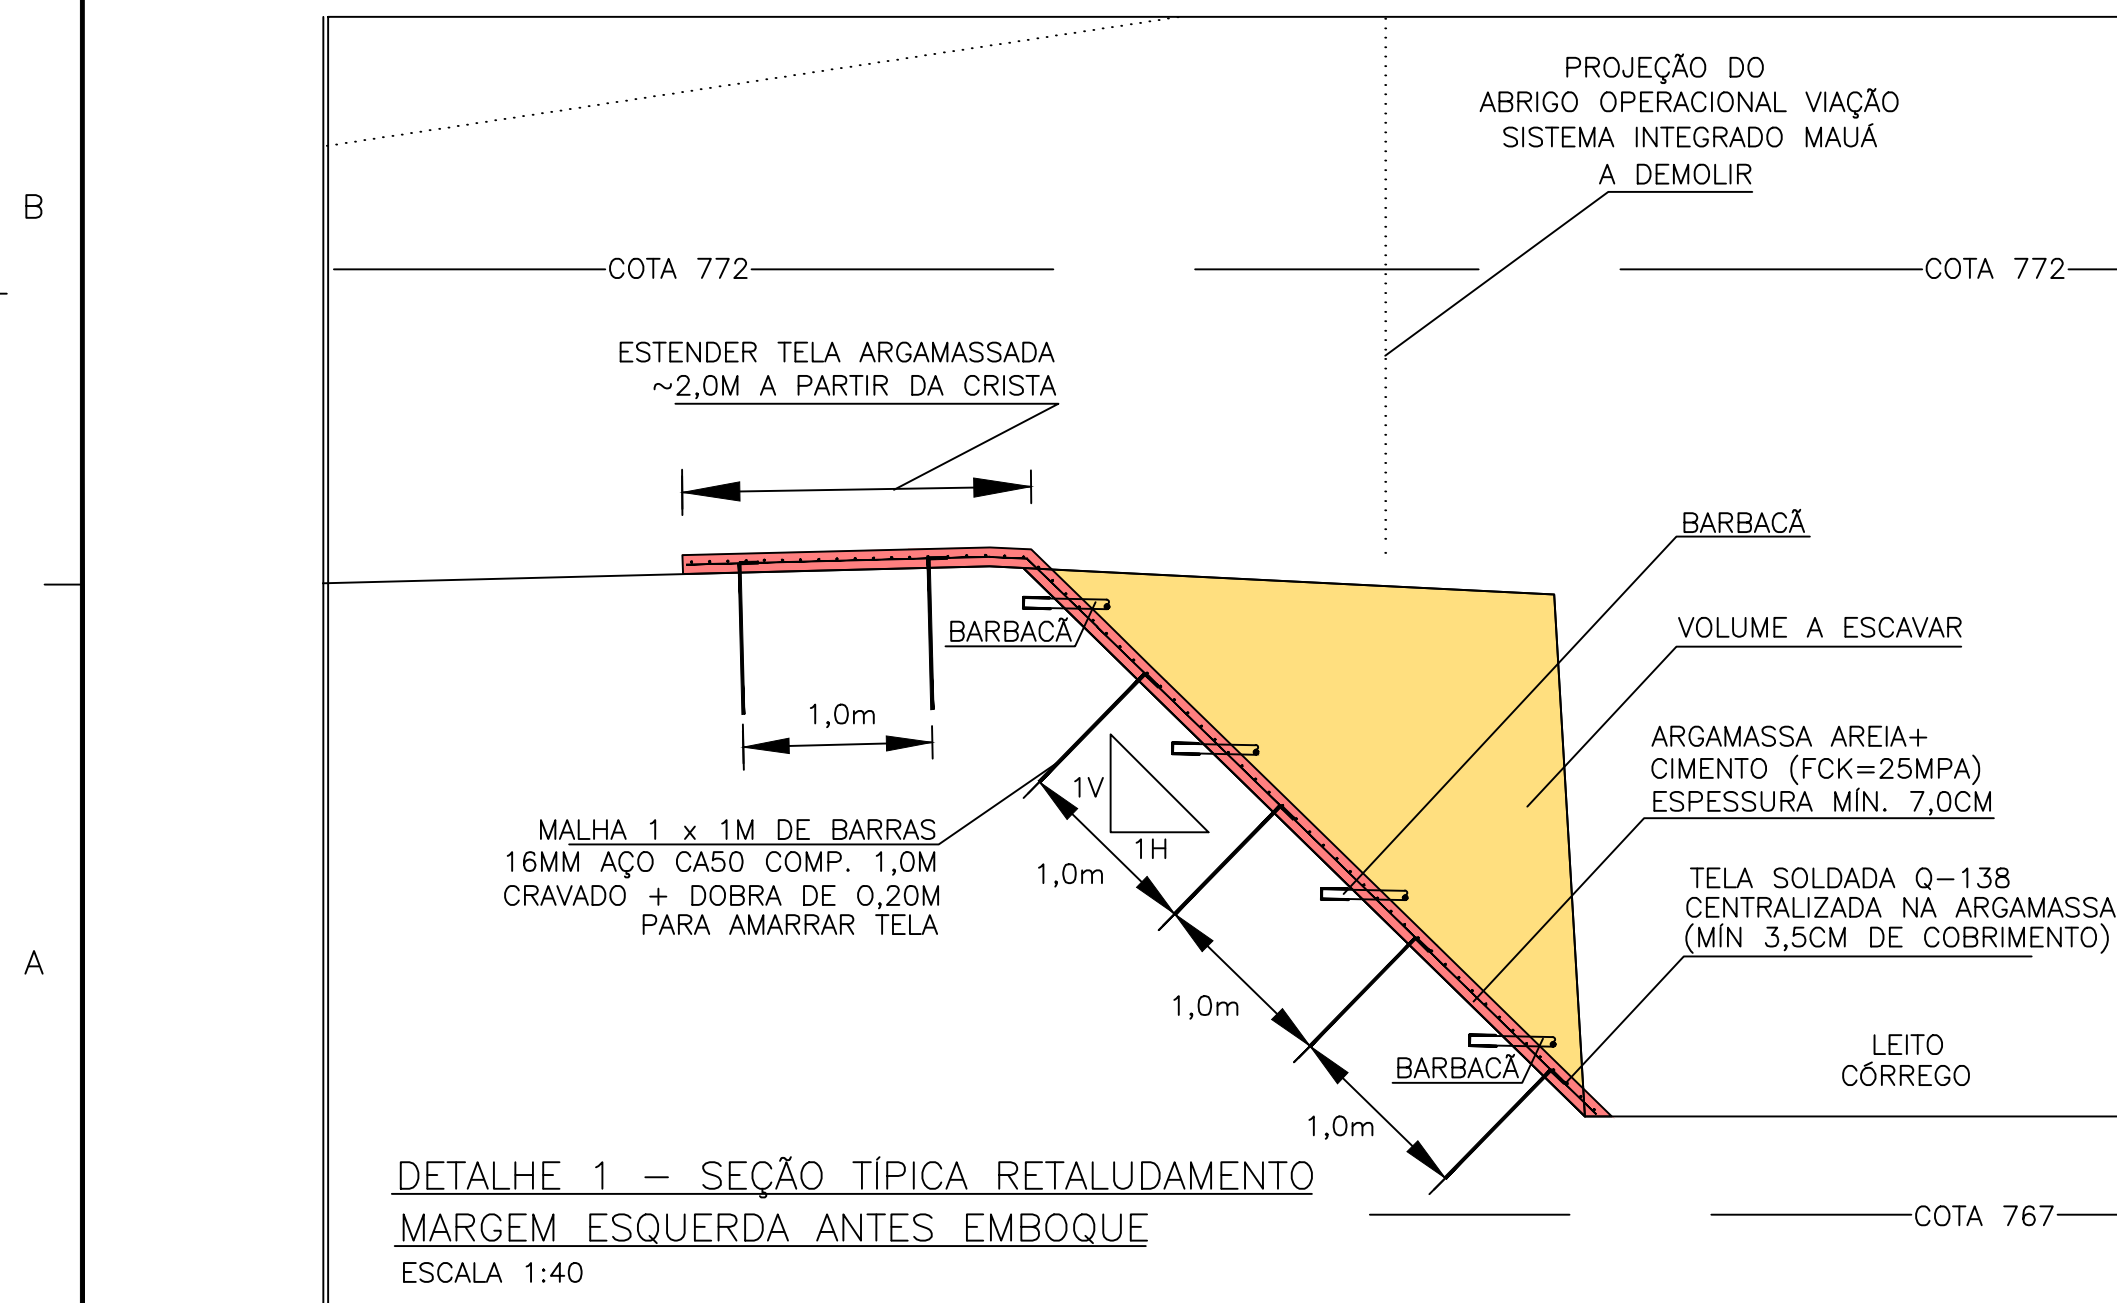 PROJEÇÃO DO
ABRIGO OPERACIONAL VIAÇÃO
SISTEMA INTEGRADO MAUÁ
A DEMOLIR
B
COTA 772
COTA 772
ESTENDER TELA ARGAMASSADA
~2,0M A PARTIR DA CRISTA
BARBACÃ
BARBACÃ
VOLUME A ESCAVAR
1,0m
ARGAMASSA AREIA+
CIMENTO (FCK=25MPA)
ESPESSURA MÍN. 7,0CM
1V
1H
MALHA 1 x 1M DE BARRAS
16MM AÇO CA50 COMP. 1,0M
CRAVADO + DOBRA DE 0,20M
PARA AMARRAR TELA
1,0m
TELA SOLDADA Q-138
CENTRALIZADA NA ARGAMASSA
(MÍN 3,5CM DE COBRIMENTO)
A
1,0m
LEITO
CÓRREGO
BARBACÃ
1,0m
DETALHE 1 - SEÇÃO TÍPICA RETALUDAMENTO
MARGEM ESQUERDA ANTES EMBOQUE
COTA 767
ESCALA 1:40